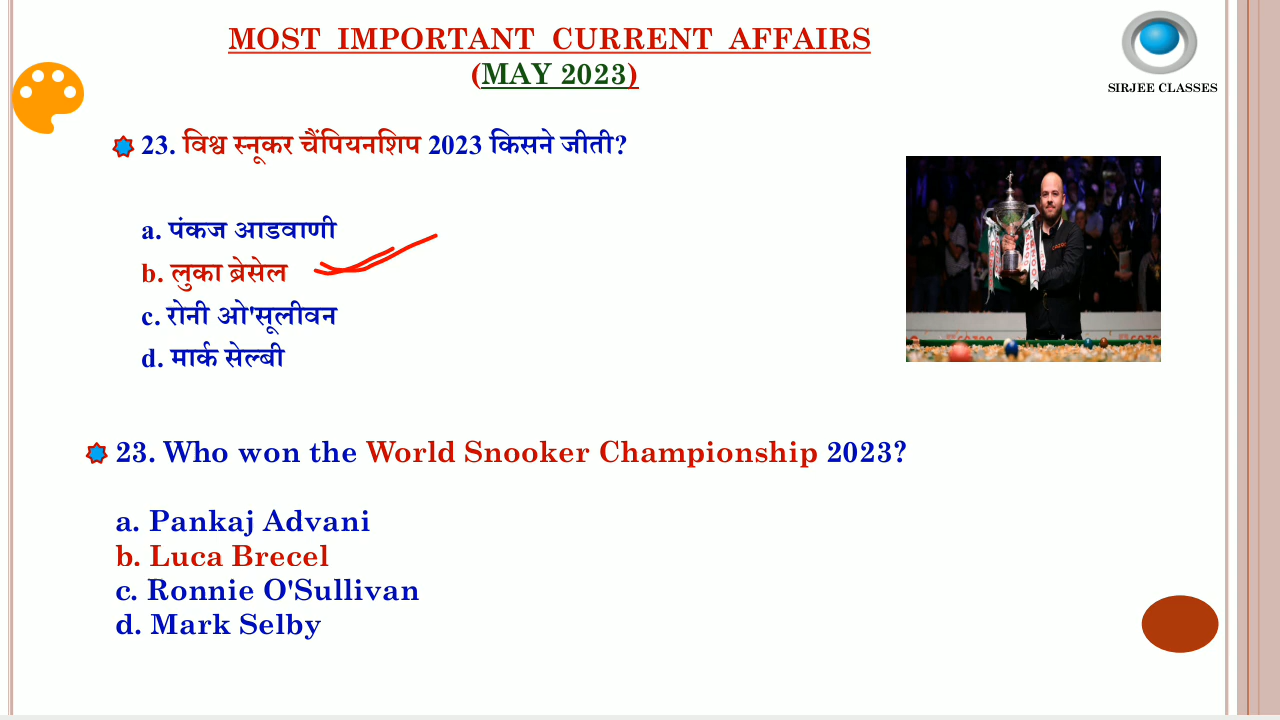 MOST IMPORTANT CURRENT AFFAIRS
(MAY 2023)
SIRJEE CLASSES
23. विश्व स्नूकर चैंपियनशिप 2023 किसने जीती?
a. पंकज आडवाणी
b. लुका ब्रेसेल
c. रोनी ओ'सूलीवन
d. मार्क सेल्बी
23. Who won the World Snooker Championship 2023?
a. Pankaj Advani
b. Luca Brecel
c. Ronnie O'Sullivan
d. Mark Selby